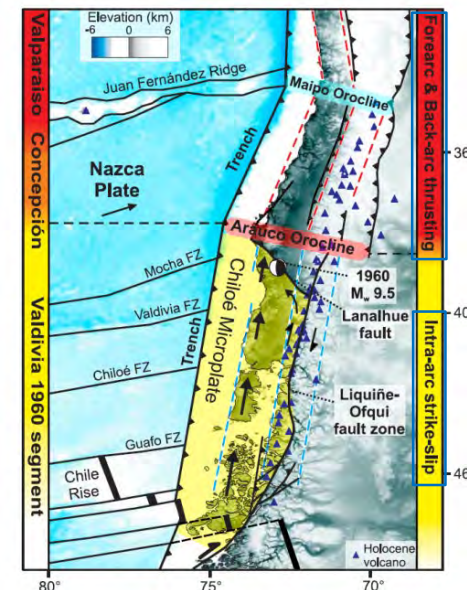 Elevation (km)
-6
0
6
Valparaiso
Concepción
Valdivia 1960 segment
Juan Fernández Ridge
Maipo Orocline
Trench
Nazca
Plate
Arauco Orocline
Mocha FZ
1960
Mw 9.5
Lanalhue
fault
Valdivia FZ
Trench
Chiloé Microplate
Chiloé FZ
Liquiñe-
Ofqui
fault zone
Guafo FZ
Chile
Rise
Holocene
volcano
Forearc & Back-arc thrusting
Intra-arc strike-slip
36°
42°
46°
80°
75°
70°